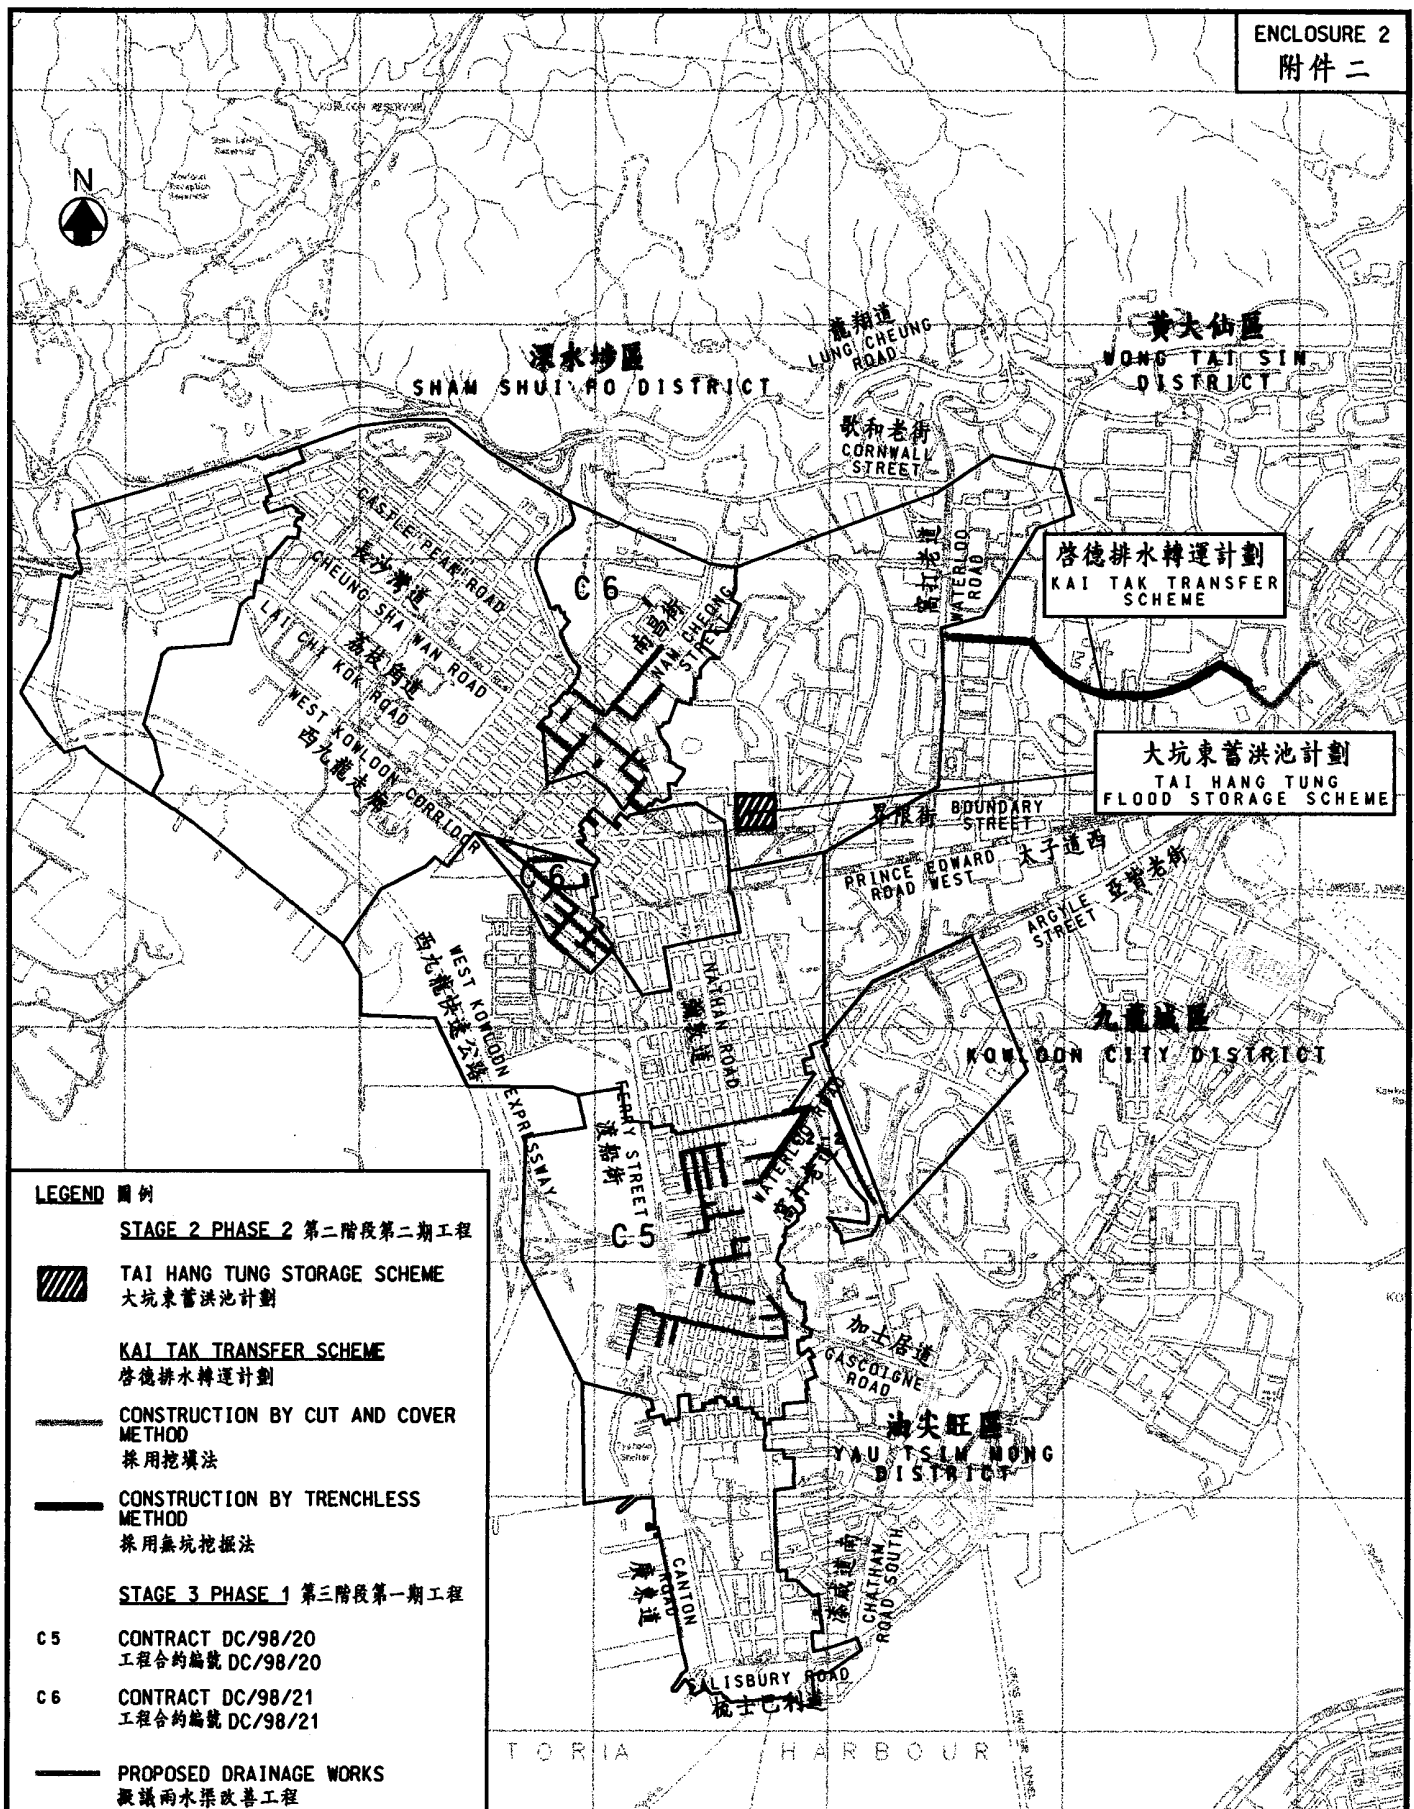 ENCLOSURE 2
附件二
N
KOWLOON RESERVOIR
龍翔道
LUNG CHEUNG
ROAD
黃大仙區
WONG TAI SIN
DISTRICT
深水埗區
SHAM SHUI PO DISTRICT
歌和老街
CORNWALL
STREET
CASTLE PEAK ROAD
長沙灣道
CHEUNG SHA WAN ROAD
荔枝角道
LAI CHI KOK ROAD
WEST KOWLOON CORRIDOR
西九龍走廊
C 6
南昌街
NAM CHEONG
STREET
窩打老道
WATERLOO
ROAD
啓德排水轉運計劃
KAI TAK TRANSFER
SCHEME
大坑東蓄洪池計劃
TAI HANG TUNG
FLOOD STORAGE SCHEME
界限街 BOUNDARY
STREET
PRINCE EDWARD 太子道西
ROAD WEST
ARGYLE 亞皆老街
STREET
C 6
WEST KOWLOON EXPRESSWAY
西九龍快速公路
NATHAN ROAD
彌敦道
九龍城區
KOWLOON CITY DISTRICT
FERRY STREET
渡船街
WATERLOO ROAD
窩打老道
C 5
加士居道
GASCOIGNE
ROAD
油尖旺區
YAU TSIM MONG
DISTRICT
CANTON
ROAD
廣東道
漆咸道南
CHATHAM
ROAD SOUTH
SALISBURY ROAD
梳士巴利道
TORIA HARBOUR
LEGEND 圖例
STAGE 2 PHASE 2 第二階段第二期工程
TAI HANG TUNG STORAGE SCHEME
大坑東蓄洪池計劃
KAI TAK TRANSFER SCHEME
啓德排水轉運計劃
CONSTRUCTION BY CUT AND COVER
METHOD
採用挖填法
CONSTRUCTION BY TRENCHLESS
METHOD
採用無坑挖掘法
STAGE 3 PHASE 1 第三階段第一期工程
C 5 CONTRACT DC/98/20
工程合約編號 DC/98/20
C 6 CONTRACT DC/98/21
工程合約編號 DC/98/21
PROPOSED DRAINAGE WORKS
擬議雨水渠改善工程